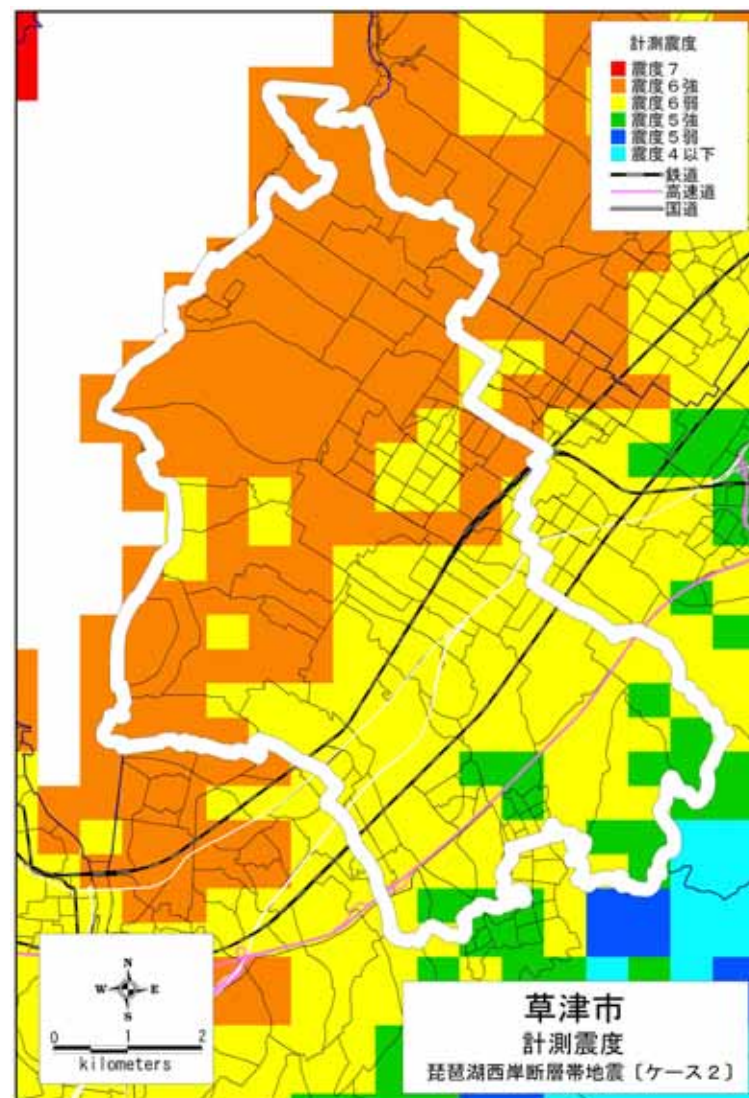 計測震度
震度７
震度６強
震度６弱
震度５強
震度５弱
震度４以下
鉄道
高速道
国道
N
W E
S
0 1 2
kilometers
草津市
計測震度
琵琶湖西岸断層帯地震〔ケース２〕